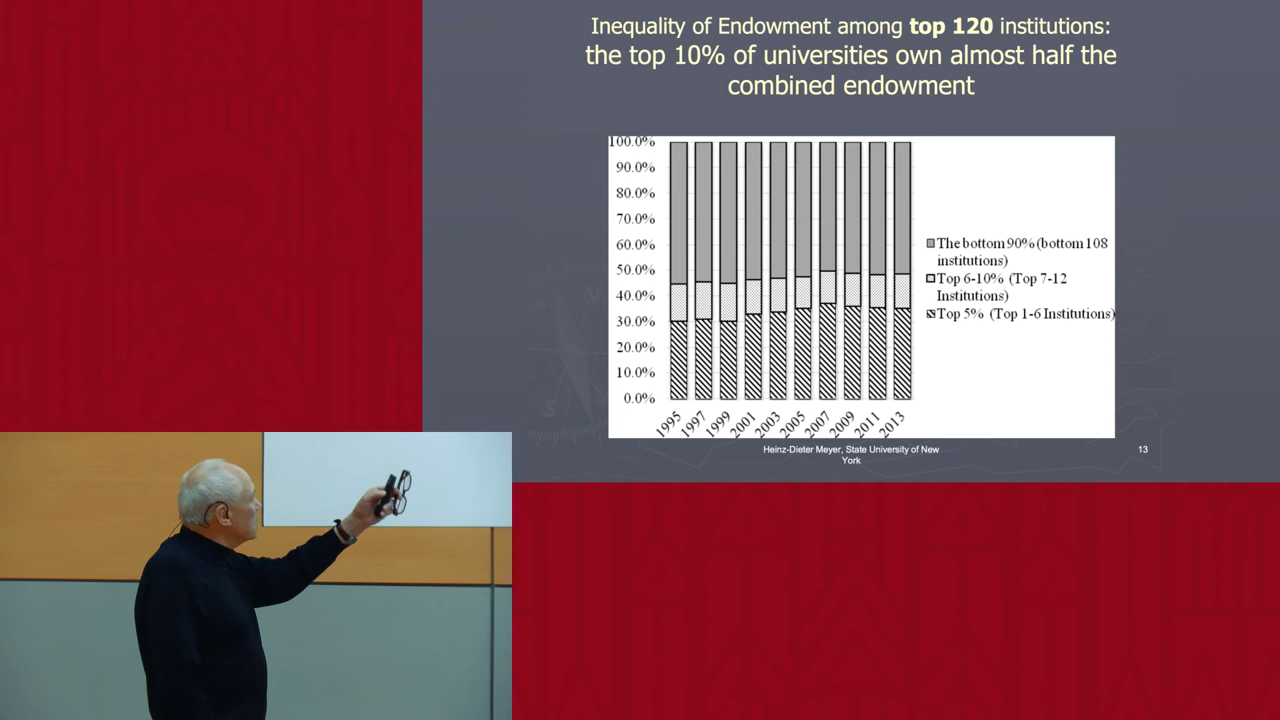 Inequality of Endowment among top 120 institutions:
the top 10% of universities own almost half the
combined endowment
100.0%
90.0%
80.0%
70.0%
60.0%
50.0%
40.0%
30.0%
20.0%
10.0%
0.0%
1995
1997
1999
2001
2003
2005
2007
2009
2011
2013
The bottom 90% (bottom 108
institutions)
Top 6-10% (Top 7-12
Institutions)
Top 5% (Top 1-6 Institutions)
Heinz-Dieter Meyer, State University of New
York
13